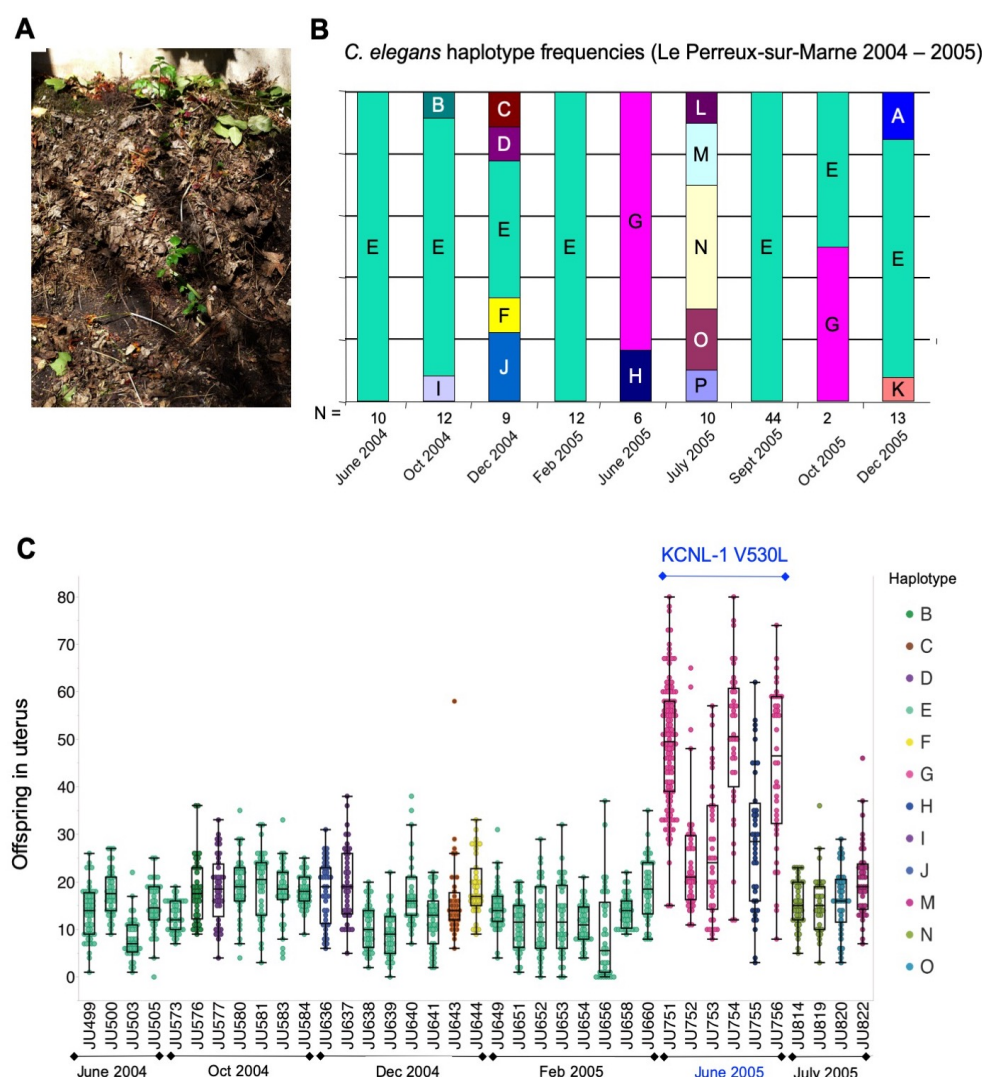 A
B
C. elegans haplotype frequencies (Le Perreux-sur-Marne 2004 – 2005)
E
B
E
I
C
D
E
F
J
E
G
H
L
M
N
O
P
E
E
G
A
E
K
N = 10 12 9 12 6 10 44 2 13
June 2004 Oct 2004 Dec 2004 Feb 2005 June 2005 July 2005 Sept 2005 Oct 2005 Dec 2005
C
KCNL-1 V530L
Haplotype
B
C
D
E
F
G
H
I
J
M
N
O
Offspring in uterus
80
70
60
50
40
30
20
10
0
JU499 JU500 JU503 JU505 JU573 JU576 JU577 JU580 JU581 JU583 JU584 JU636 JU637 JU638 JU639 JU640 JU641 JU643 JU644 JU649 JU651 JU652 JU653 JU654 JU656 JU658 JU660 JU751 JU752 JU753 JU754 JU755 JU756 JU814 JU819 JU820 JU822
June 2004 Oct 2004 Dec 2004 Feb 2005 June 2005 July 2005